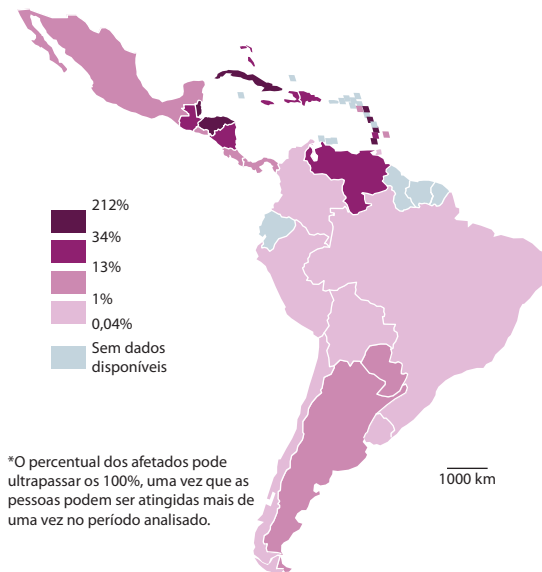 212%
34%
13%
1%
0,04%
Sem dados
disponíveis
*O percentual dos afetados pode
ultrapassar os 100%, uma vez que as
pessoas podem ser atingidas mais de
uma vez no período analisado.
1000 km